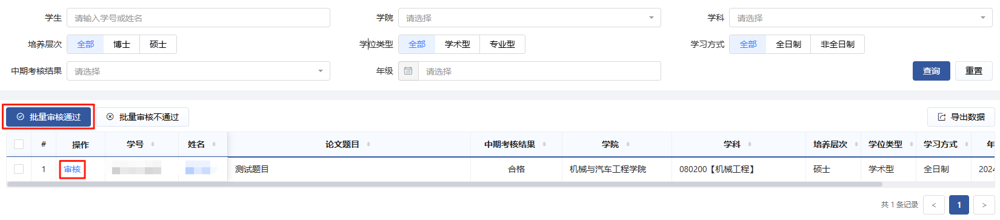 学生 请输入学号或姓名 学院 请选择 学科 请选择
培养层次 全部 博士 硕士 学位类型 全部 学术型 专业型 学习方式 全部 全日制 非全日制
中期考核结果 请选择 年级 请选择 查询 重置
批量审核通过 批量审核不通过 导出数据
# 操作 学号 姓名 论文题目 中期考核结果 学院 学科 培养层次 学位类型 学习方式 年
1 审核 测试题目 合格 机械与汽车工程学院 080200【机械工程】 硕士 学术型 全日制 2024
共 1 条记录 < 1 >